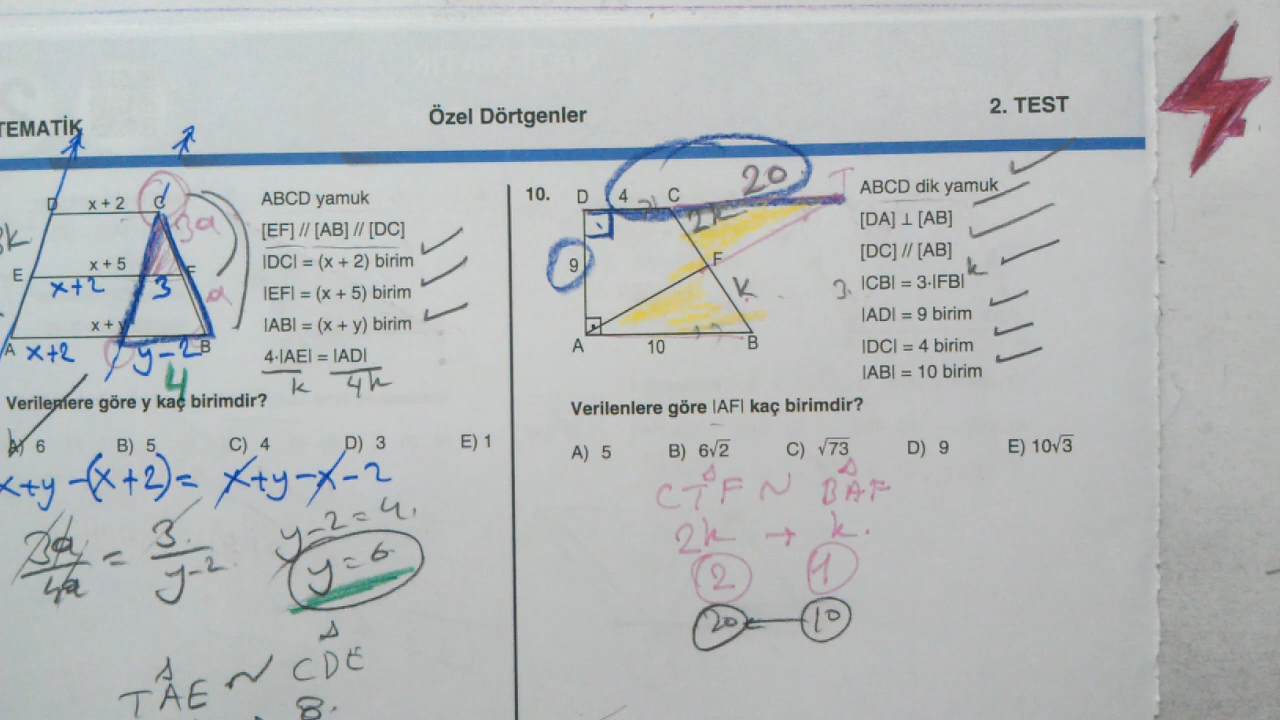 TEMATİK
Özel Dörtgenler
2. TEST
D x + 2 C
3a
E x + 5 F
x+2 3 a
x + y
A x+2 y-2 B
4
ABCD yamuk
[EF] // [AB] // [DC]
|DC| = (x + 2) birim
|EF| = (x + 5) birim
|AB| = (x + y) birim
4·|AE| = |AD|
k 4k
Verilenlere göre y kaç birimdir?
A) 6 B) 5 C) 4 D) 3 E) 1
x+y-(x+2)= x+y-x-2
3a/4a = 3/y-2
y-2=4.
y=6
TAE ~ CDE
8.
10.
D 4 C 20 T
2k
9 F
k
A 10 B
ABCD dik yamuk
[DA] ⊥ [AB]
[DC] // [AB]
3. |CB| = 3·|FB| k
|AD| = 9 birim
|DC| = 4 birim
|AB| = 10 birim
Verilenlere göre |AF| kaç birimdir?
A) 5 B) 6√2 C) √73 D) 9 E) 10√3
CTF ~ BAF
2k → k.
2 1
20 ← 10